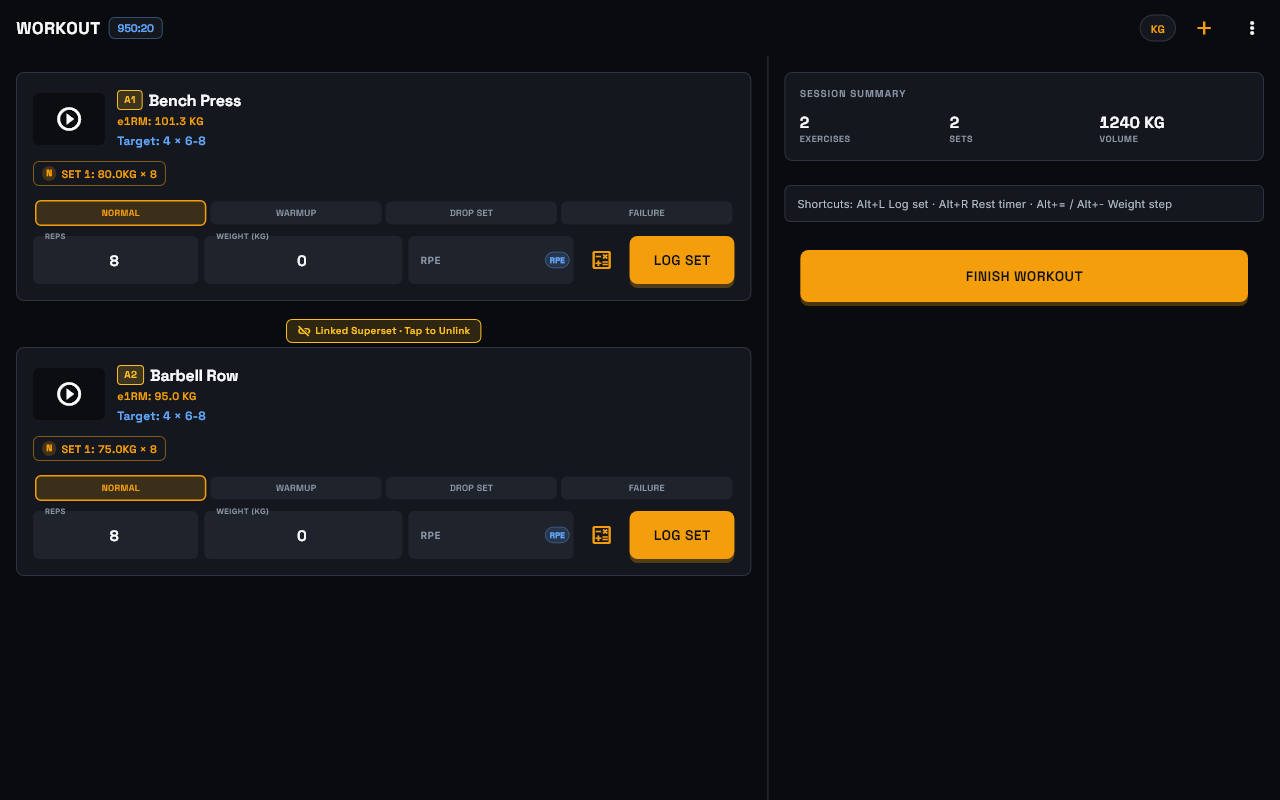 WORKOUT 950:20
KG
A1 Bench Press
e1RM: 101.3 KG
Target: 4 × 6-8
N SET 1: 80.0KG × 8
NORMAL WARMUP DROP SET FAILURE
REPS WEIGHT (KG)
8 0 RPE RPE LOG SET
Linked Superset · Tap to Unlink
A2 Barbell Row
e1RM: 95.0 KG
Target: 4 × 6-8
N SET 1: 75.0KG × 8
NORMAL WARMUP DROP SET FAILURE
REPS WEIGHT (KG)
8 0 RPE RPE LOG SET
SESSION SUMMARY
2 2 1240 KG
EXERCISES SETS VOLUME
Shortcuts: Alt+L Log set · Alt+R Rest timer · Alt+= / Alt+- Weight step
FINISH WORKOUT